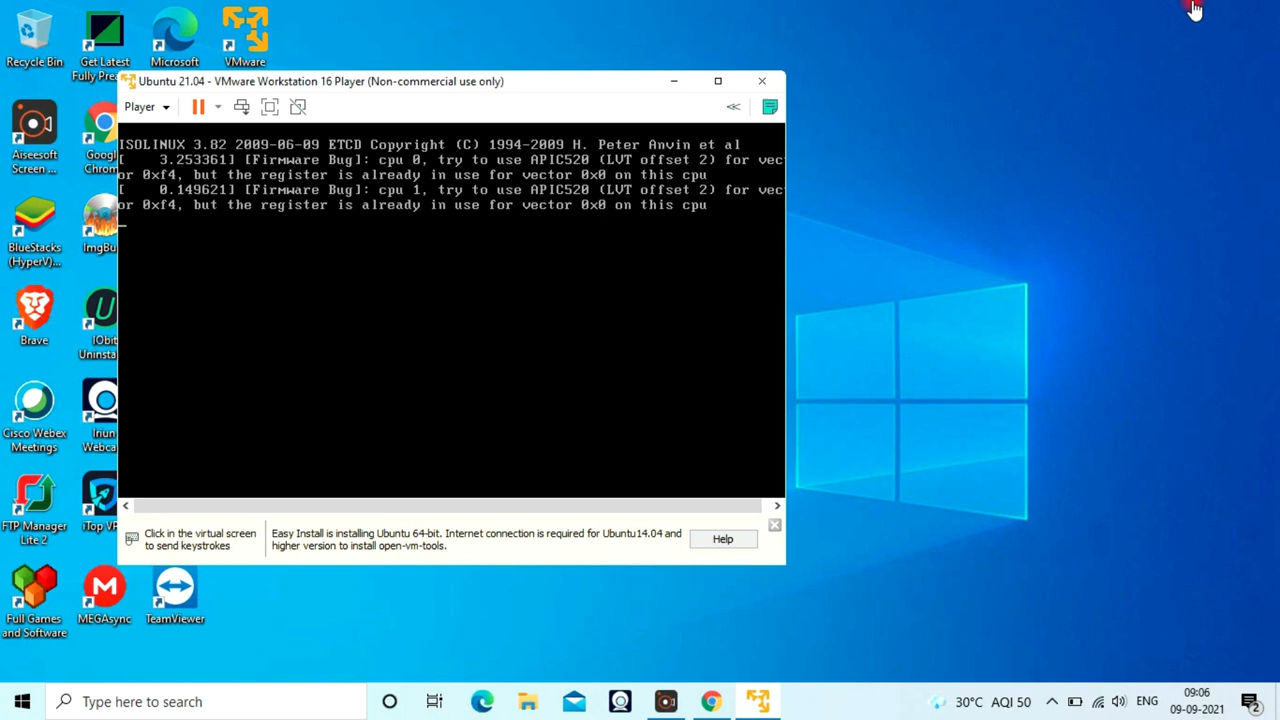 Recycle Bin
Get Latest
Fully Prea...
Microsoft
VMware
Ubuntu 21.04 - VMware Workstation 16 Player (Non-commercial use only)
Player
ISOLINUX 3.82 2009-06-09 ETCD Copyright (C) 1994-2009 H. Peter Anvin et al
[ 3.253361] [Firmware Bug]: cpu 0, try to use APIC520 (LVT offset 2) for vec
or 0xf4, but the register is already in use for vector 0x0 on this cpu
[ 0.149621] [Firmware Bug]: cpu 1, try to use APIC520 (LVT offset 2) for vec
or 0xf4, but the register is already in use for vector 0x0 on this cpu
Aiseesoft
Screen ...
Google
Chrom
BlueStacks
(HyperV)...
ImgBu
Brave
IObit
Uninsta
Cisco Webex
Meetings
Iriun
Webca
FTP Manager
Lite 2
iTop VP
Click in the virtual screen
to send keystrokes
Easy Install is installing Ubuntu 64-bit. Internet connection is required for Ubuntu14.04 and
higher version to install open-vm-tools.
Help
Full Games
and Software
MEGAsync
TeamViewer
Type here to search
30°C AQI 50
ENG
09:06
09-09-2021
2